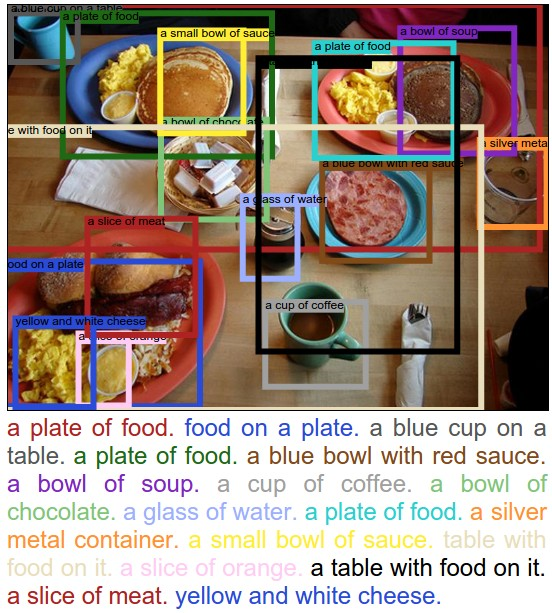 a blue cup on a table
a plate of food
a small bowl of sauce
a bowl of soup
a plate of food
a bowl of chocolate
e with food on it
a silver meta
a blue bowl with red sauce
a glass of water
a slice of meat
ood on a plate
a cup of coffee
yellow and white cheese
a slice of orange
a plate of food. food on a plate. a blue cup on a
table. a plate of food. a blue bowl with red sauce.
a bowl of soup. a cup of coffee. a bowl of
chocolate. a glass of water. a plate of food. a silver
metal container. a small bowl of sauce. table with
food on it. a slice of orange. a table with food on it.
a slice of meat. yellow and white cheese.